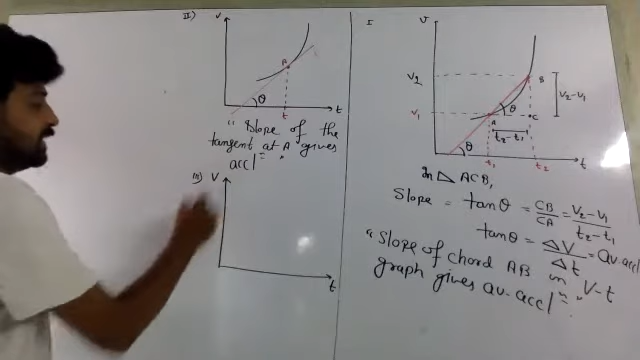 II)
V
A
θ
t
t
" Slope of the
tangent at A gives
accl = "
III) V
t
I
V
V₂
B
V₂-V₁
θ
V₁
A
C
t₂-t₁
θ
t₁
t₂
t
In △ ACB,
Slope = tanθ = CB/CA = V₂-V₁/t₂-t₁
tanθ = ΔV/Δt = av. accl
" Slope of chord AB in V-t
graph gives av. accl = "